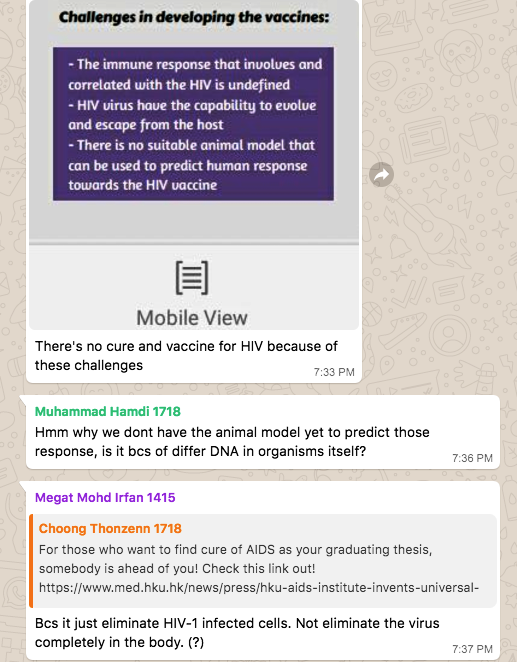 Challenges in developing the vaccines:
- The immune response that involves and
correlated with the HIV is undefined
- HIV virus have the capability to evolve
and escape from the host
- There is no suitable animal model that
can be used to predict human response
towards the HIV vaccine
Mobile View
There's no cure and vaccine for HIV because of
these challenges
7:33 PM
Muhammad Hamdi 1718
Hmm why we dont have the animal model yet to predict those
response, is it bcs of differ DNA in organisms itself?
7:36 PM
Megat Mohd Irfan 1415
Choong Thonzenn 1718
For those who want to find cure of AIDS as your graduating thesis,
somebody is ahead of you! Check this link out!
https://www.med.hku.hk/news/press/hku-aids-institute-invents-universal-
Bcs it just eliminate HIV-1 infected cells. Not eliminate the virus
completely in the body. (?)
7:37 PM